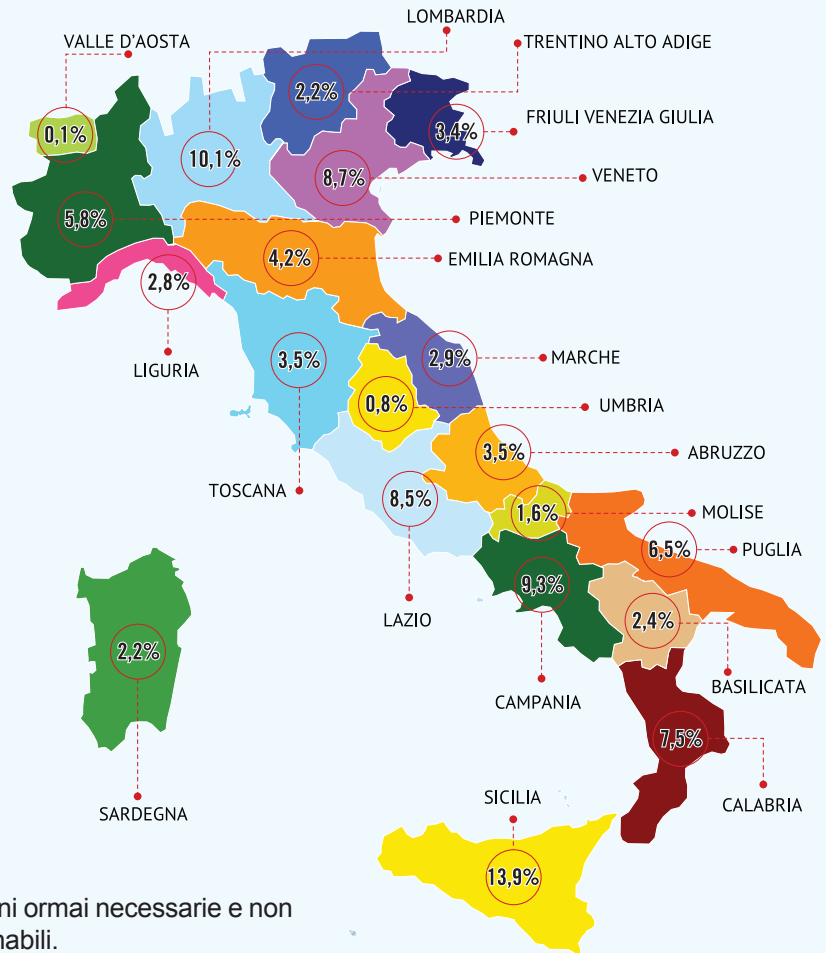 LOMBARDIA
VALLE D'AOSTA
TRENTINO ALTO ADIGE
2,2%
FRIULI VENEZIA GIULIA
0,1%
3,4%
10,1%
8,7%
VENETO
5,8%
PIEMONTE
4,2%
EMILIA ROMAGNA
2,8%
3,5%
2,9%
MARCHE
LIGURIA
0,8%
UMBRIA
3,5%
ABRUZZO
TOSCANA
8,5%
1,6%
MOLISE
6,5%
PUGLIA
9,3%
LAZIO
2,4%
2,2%
BASILICATA
CAMPANIA
7,5%
SICILIA
CALABRIA
SARDEGNA
13,9%
ni ormai necessarie e non
nabili.